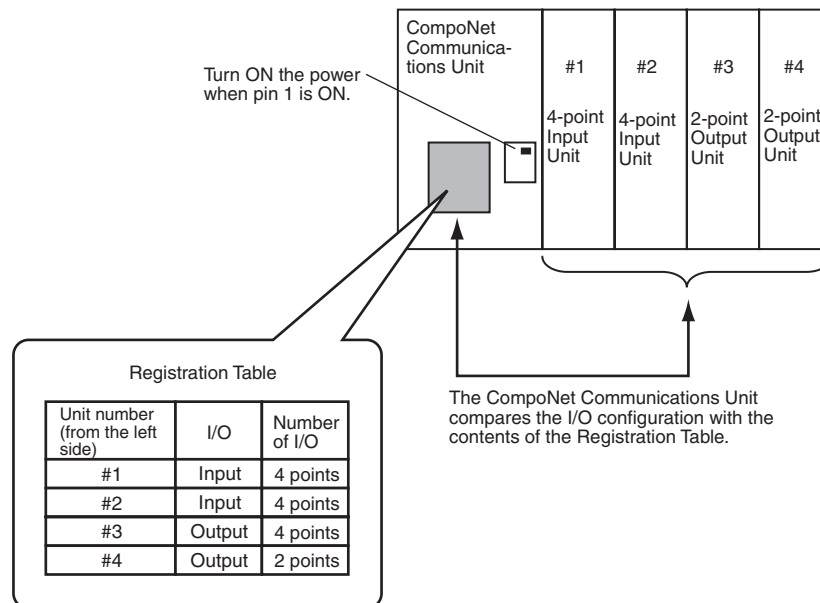 CompoNet
Communica-
tions Unit
#1
#2
#3
#4
Turn ON the power
when pin 1 is ON.
4-point
Input
Unit
4-point
Input
Unit
2-point
Output
Unit
2-point
Output
Unit
The CompoNet Communications Unit
compares the I/O configuration with the
contents of the Registration Table.
Registration Table
Unit number
(from the left
side)
I/O
Number
of I/O
#1 Input 4 points
#2 Input 4 points
#3 Output 4 points
#4 Output 2 points